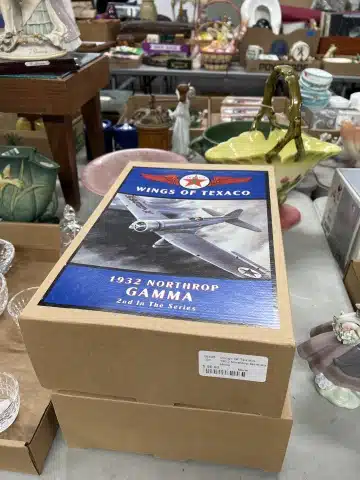 WINGS OF TEXACO
1932 NORTHROP
GAMMA
2nd In The Series